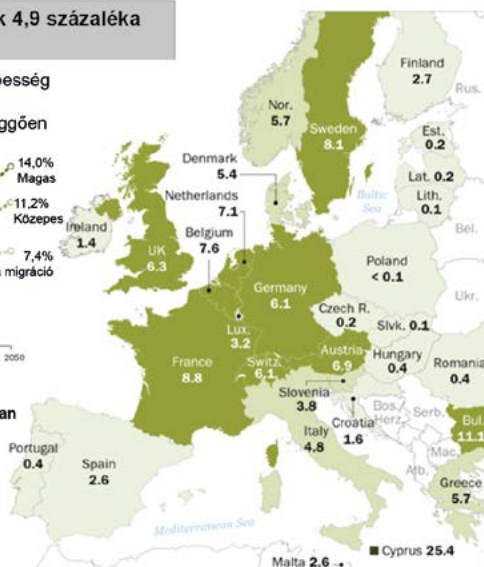 k 4,9 százaléka
14,0%
Magas
11,2%
Közepes
7,4%
migráció
2050
Finland
2.7
Rus.
Nor.
5.7
Sweden
8.1
Est.
0.2
Denmark
5.4
Lat. 0.2
Lith.
0.1
Baltic
Sea
Netherlands
7.1
Bel.
Ireland
1.4
Belgium
7.6
UK
6.3
Poland
< 0.1
Germany
6.1
Ukr.
Czech R.
0.2
Slvk. 0.1
Lux.
3.2
Austria
6.9
Hungary
0.4
Romania
0.4
France
8.8
Switz.
6.1
Slovenia
3.8
Croatia
1.6
Bos./
Herz.
Serb.
Bul.
11.1
Italy
4.8
Mac.
Alb.
Portugal
0.4
Spain
2.6
Greece
5.7
Mediterranean Sea
Cyprus 25.4
Malta 2.6